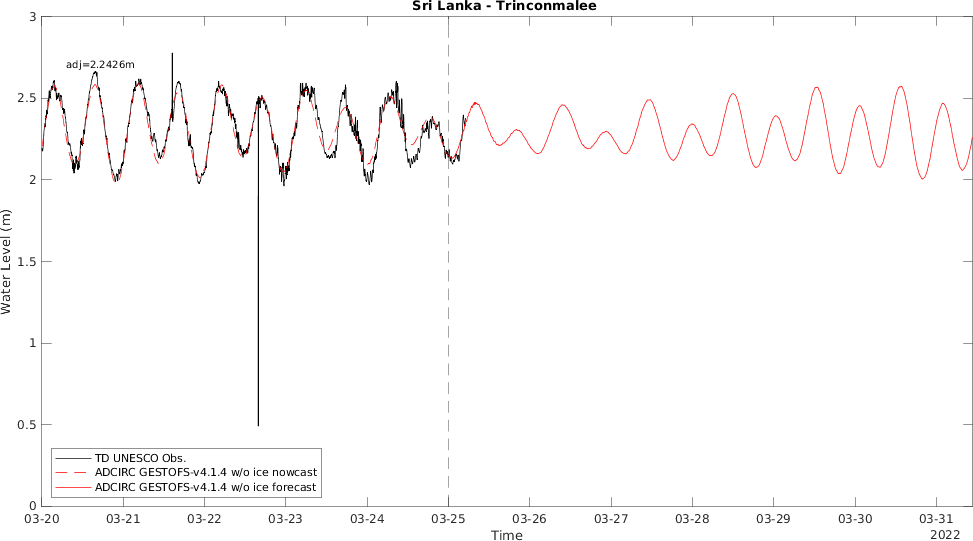 Sri Lanka - Trinconmalee
3
2.5
2
1.5
1
0.5
0
Water Level (m)
adj=2.2426m
TD UNESCO Obs.
ADCIRC GESTOFS-v4.1.4 w/o ice nowcast
ADCIRC GESTOFS-v4.1.4 w/o ice forecast
03-20 03-21 03-22 03-23 03-24 03-25 03-26 03-27 03-28 03-29 03-30 03-31
Time
2022